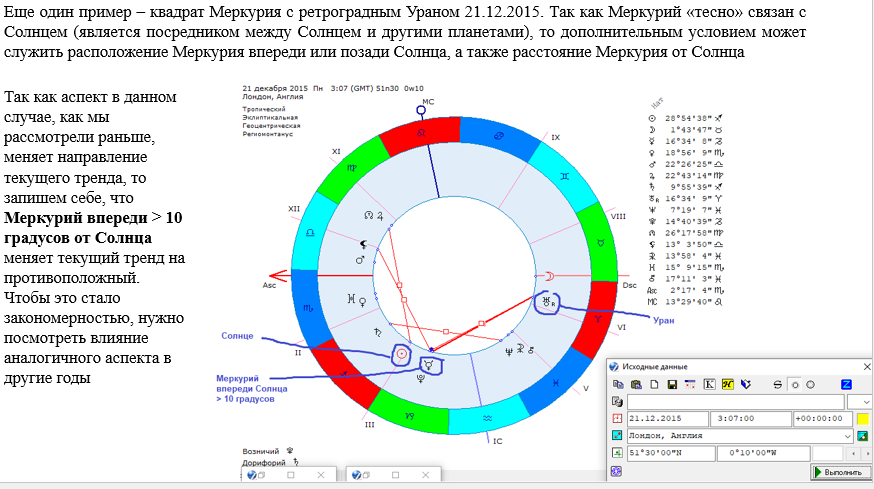 Еще один пример – квадрат Меркурия с ретроградным Ураном 21.12.2015. Так как Меркурий «тесно» связан с
Солнцем (является посредником между Солнцем и другими планетами), то дополнительным условием может
служить расположение Меркурия впереди или позади Солнца, а также расстояние Меркурия от Солнца
Так как аспект в данном
случае, как мы
рассмотрели раньше,
меняет направление
текущего тренда, то
запишем себе, что
Меркурий впереди > 10
градусов от Солнца
меняет текущий тренд на
противоположный.
Чтобы это стало
закономерностью, нужно
посмотреть влияние
аналогичного аспекта в
другие годы
21 декабря 2015 Пн 3:07 (GMT) 51n30 0w10
Лондон, Англия
Тропический
Эклиптикальная
Геоцентрическая
Региомонтанус
MC
XI
IX
XII
VIII
Asc
Dsc
VI
II
V
III
IC
Солнце
Меркурий
впереди Солнца
> 10 градусов
Уран
Возничий ☿
Дорифорий ♄
Нат
☉ 28°54'38" ♐
☽ 1°43'47" ♉
☿ 16°34' 8" ♑
♀ 18°56' 9" ♏
♂ 22°26'25" ♎
♃ 22°43'14" ♍
♄ 9°55'39" ♐
♅R 16°34' 9" ♈
♆ 7°19' 7" ♓
♇ 14°40'39" ♑
☊ 26°17'58" ♍
⚸ 13° 3'50" ♎
13°58' 4" ♓
15° 9'15" ♏
⚷ 17°11' 3" ♓
Asc 2°17' 4" ♏
MC 13°29'40" ♌
Исходные данные
K
H
S
Z
21.12.2015 3:07:00 +00:00:00
Лондон, Англия
51°30'00"N 0°10'00"W
Выполнить